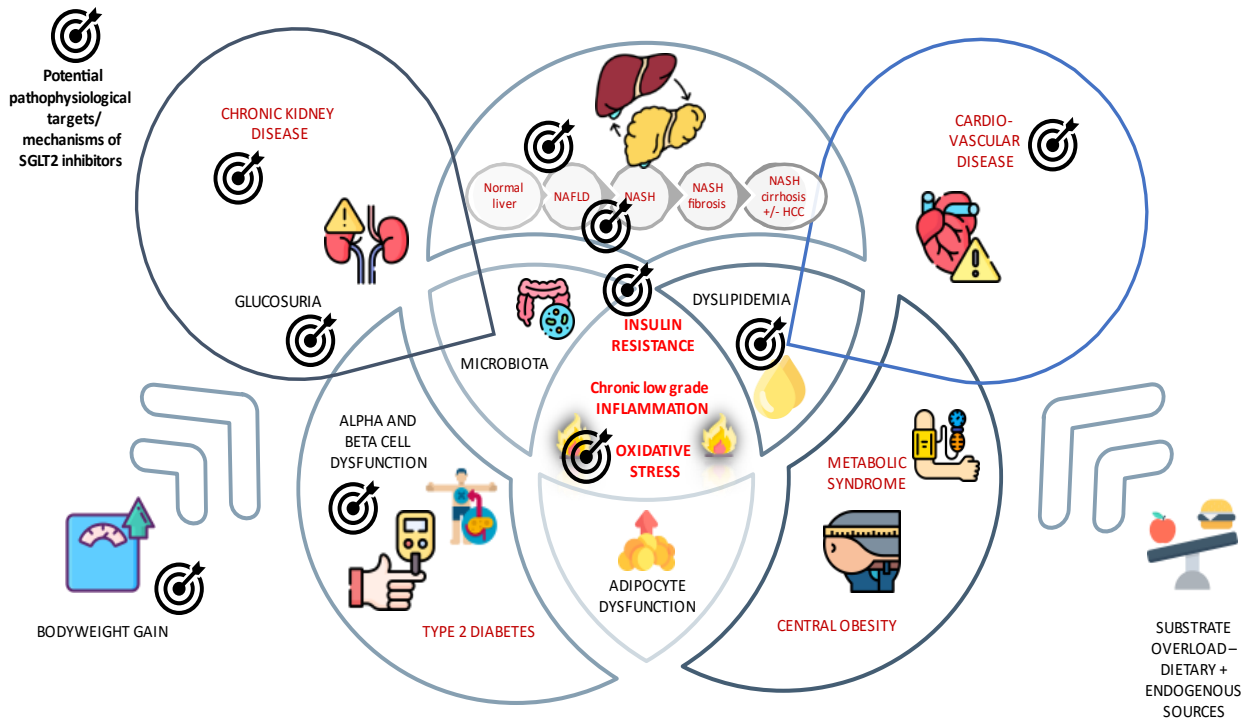 Potential
pathophysiological
targets/
mechanisms of
SGLT2 inhibitors
CHRONIC KIDNEY
DISEASE
GLUCOSURIA
Normal
liver
NAFLD
NASH
NASH
fibrosis
NASH
cirrhosis
+/- HCC
CARDIO-
VASCULAR
DISEASE
MICROBIOTA
DYSLIPIDEMIA
INSULIN
RESISTANCE
Chronic low grade
INFLAMMATION
OXIDATIVE
STRESS
ALPHA AND
BETA CELL
DYSFUNCTION
TYPE 2 DIABETES
ADIPOCYTE
DYSFUNCTION
METABOLIC
SYNDROME
CENTRAL OBESITY
BODYWEIGHT GAIN
SUBSTRATE
OVERLOAD–
DIETARY +
ENDOGENOUS
SOURCES